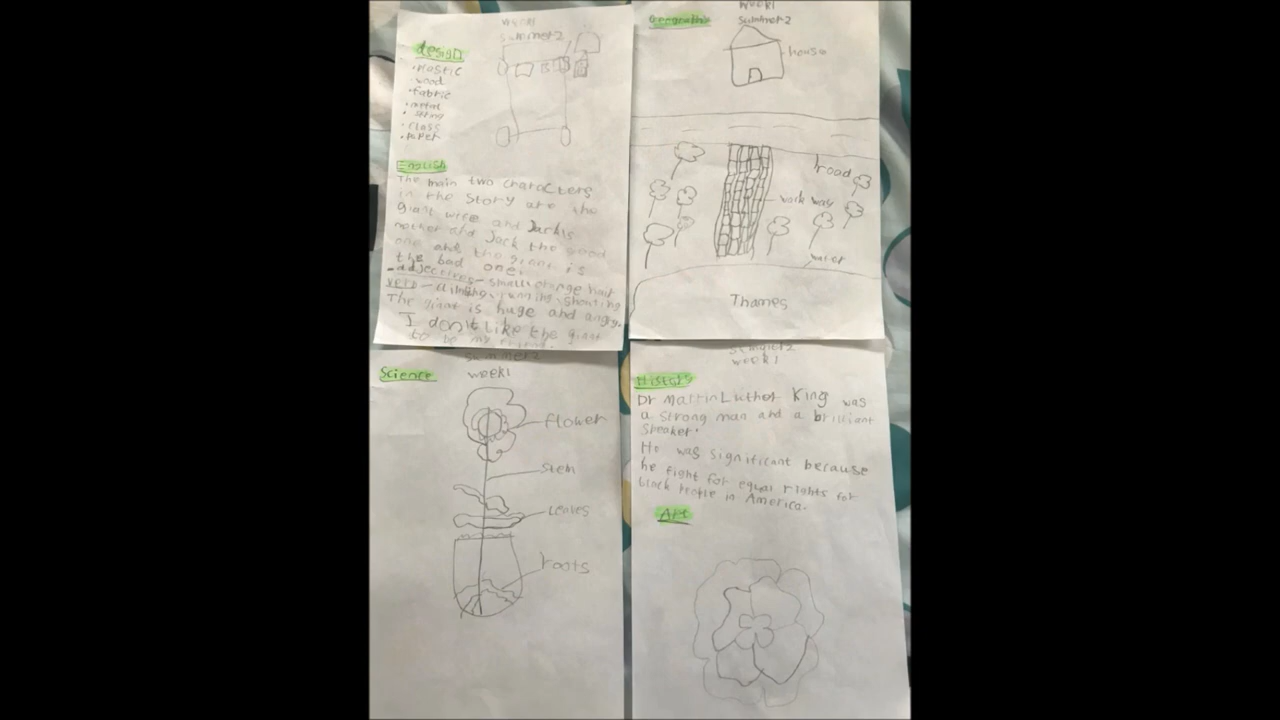 week1
summer2
design
• Plastic
• wood
• fabric
• metal
• string
• Glass
• paper
English
The main two characters
in the story are the
giant wife and Jack's
mother and Jack the good
one and the giant is
the bad one.
adjectives - small, orange hair
verb - climbing, running, shouting
The giant is huge and angry.
I don't like the giant
to be my
week1
summer2
house
road
walk way
water
Thames
Summer2
week1
Science
flower
stem
Leaves
roots
Summer2
week1
History
Dr Martin Luther King was
a strong man and a brilliant
speaker.
He was significant because
he fight for equal rights for
black people in America.
Art